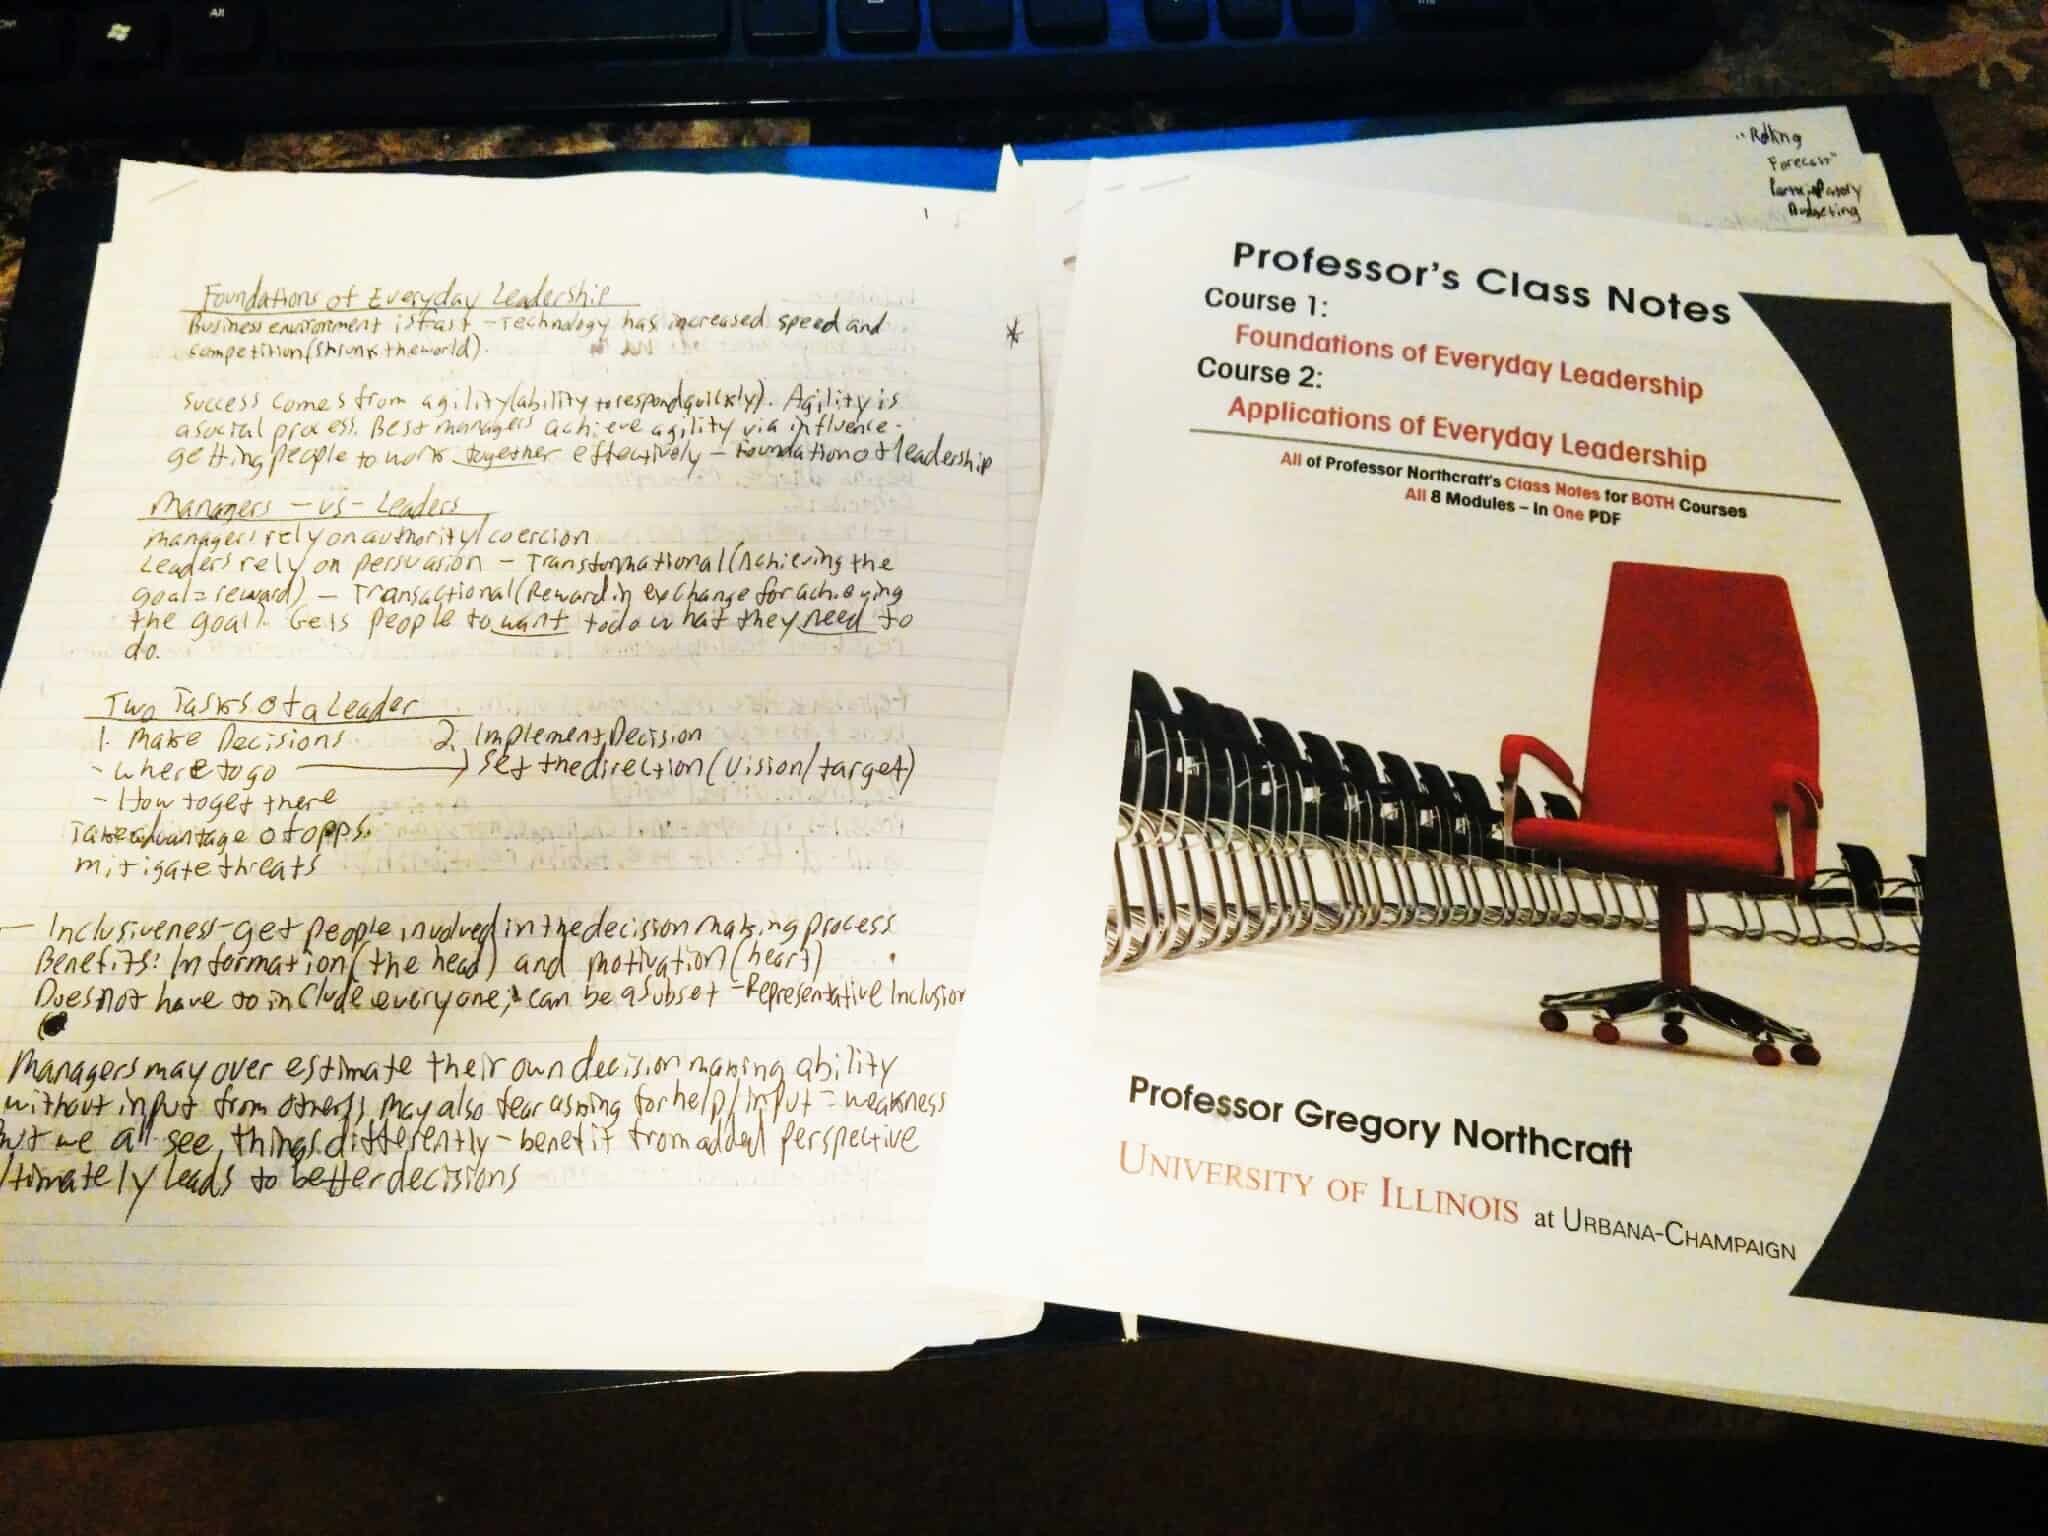 Foundations of Everyday Leadership
Business environment is fast - Technology has increased speed and
competition (shrunk the world).
success comes from agility (ability to respond quickly). Agility is
a social process. Best managers achieve agility via influence-
getting people to work together effectively - foundation of leadership
Managers - vs - Leaders
managers rely on authority/coercion
Leaders rely on persuasion - Transformational (Achieving the
goal = reward) - Transactional (Reward in exchange for achieving
the goal). Gets people to want to do what they need to
do.
Two Tasks of a Leader
1. Make Decisions 2. Implement Decision
- where to go → Set the direction (Vision/target)
- How to get there
Take advantage of opps.
mitigate threats
- Inclusiveness - get people involved in the decision making process
Benefits: Information (the head) and Motivation (heart)
Does not have to include everyone, can be a subset - Representative Inclusion
Managers may over estimate their own decision making ability
without input from others, may also fear asking for help/input = weakness
but we all see things differently - benefit from added perspective
ltimately leads to better decisions
*
"Rolling
Forecast"
Participatory
Budgeting
Professor's Class Notes
Course 1:
Foundations of Everyday Leadership
Course 2:
Applications of Everyday Leadership
All of Professor Northcraft's Class Notes for BOTH Courses
All 8 Modules – In One PDF
Professor Gregory Northcraft
UNIVERSITY OF ILLINOIS at URBANA-CHAMPAIGN